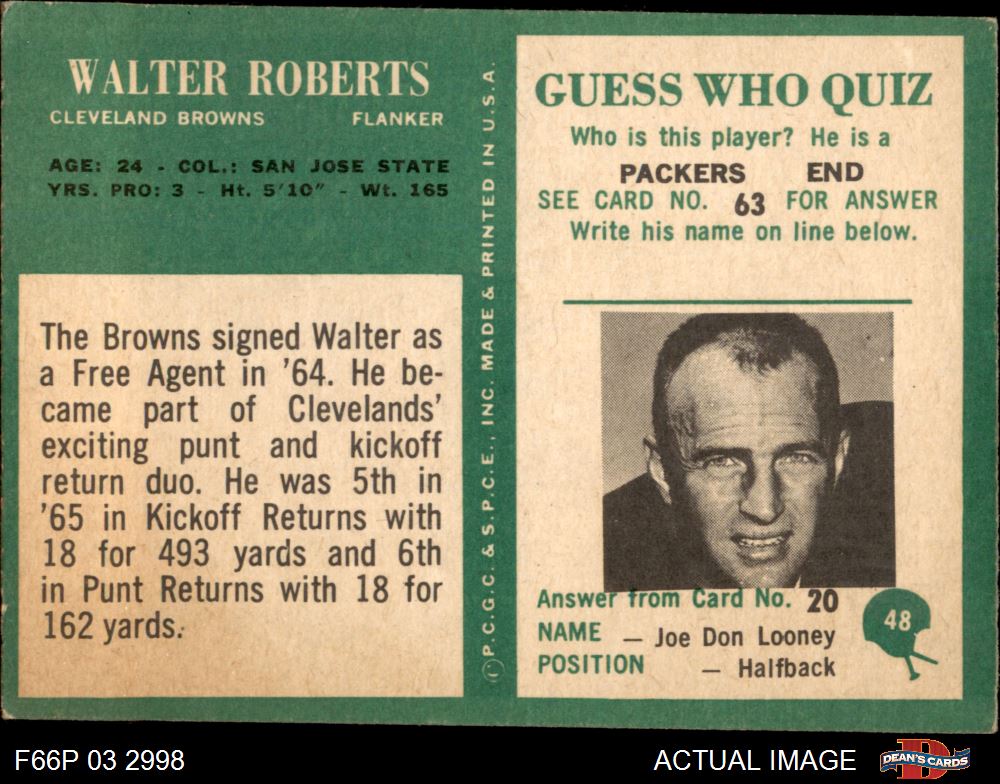 WALTER ROBERTS
CLEVELAND BROWNS FLANKER
AGE: 24 - COL.: SAN JOSE STATE
YRS. PRO: 3 - Ht. 5'10" - Wt. 165
The Browns signed Walter as
a Free Agent in '64. He be-
came part of Clevelands'
exciting punt and kickoff
return duo. He was 5th in
'65 in Kickoff Returns with
18 for 493 yards and 6th
in Punt Returns with 18 for
162 yards.
Ⓟ P.C.G.C. & S.P.C.E., INC. MADE & PRINTED IN U.S.A.
GUESS WHO QUIZ
Who is this player? He is a
PACKERS END
SEE CARD NO. 63 FOR ANSWER
Write his name on line below.
Answer from Card No. 20
NAME — Joe Don Looney
POSITION — Halfback
48
F66P 03 2998
ACTUAL IMAGE
D
DEAN'S CARDS